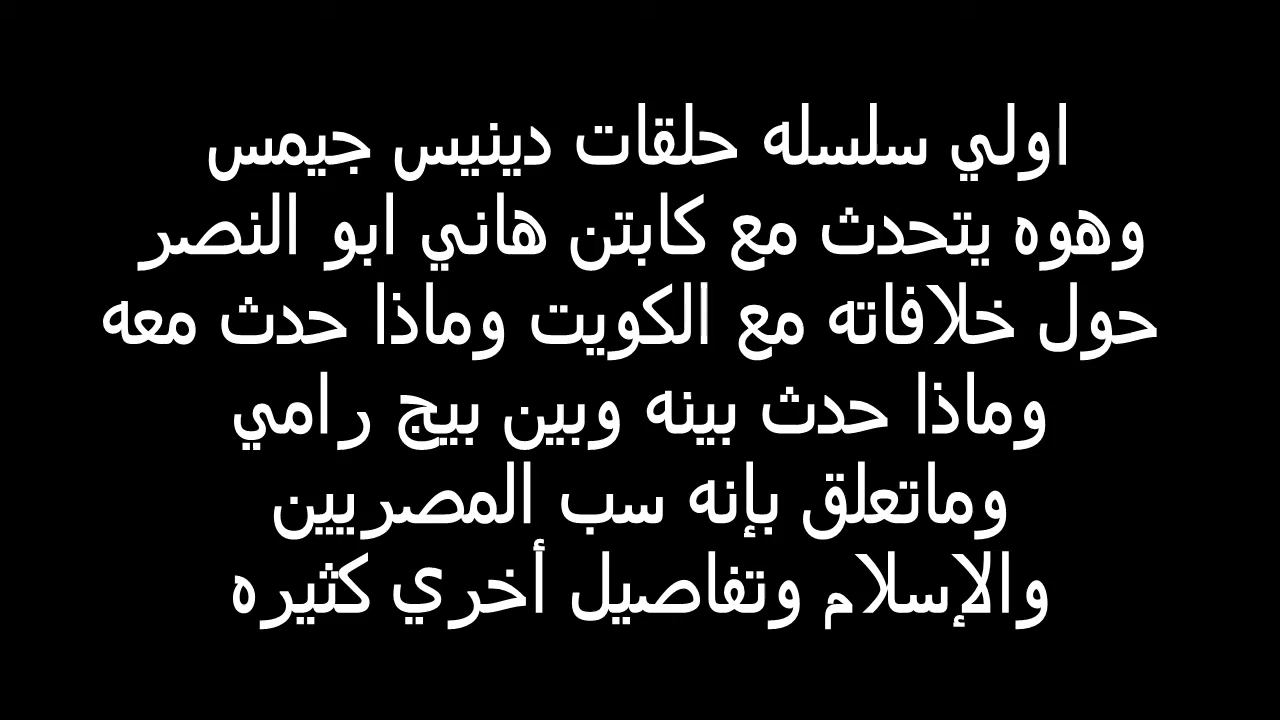 اولي سلسله حلقات دينيس جيمس
وهوه يتحدث مع كابتن هاني ابو النصر
حول خلافاته مع الكويت وماذا حدث معه
وماذا حدث بينه وبين بيج رامي
وماتعلق بإنه سب المصريين
والإسلام وتفاصيل أخري كثيره